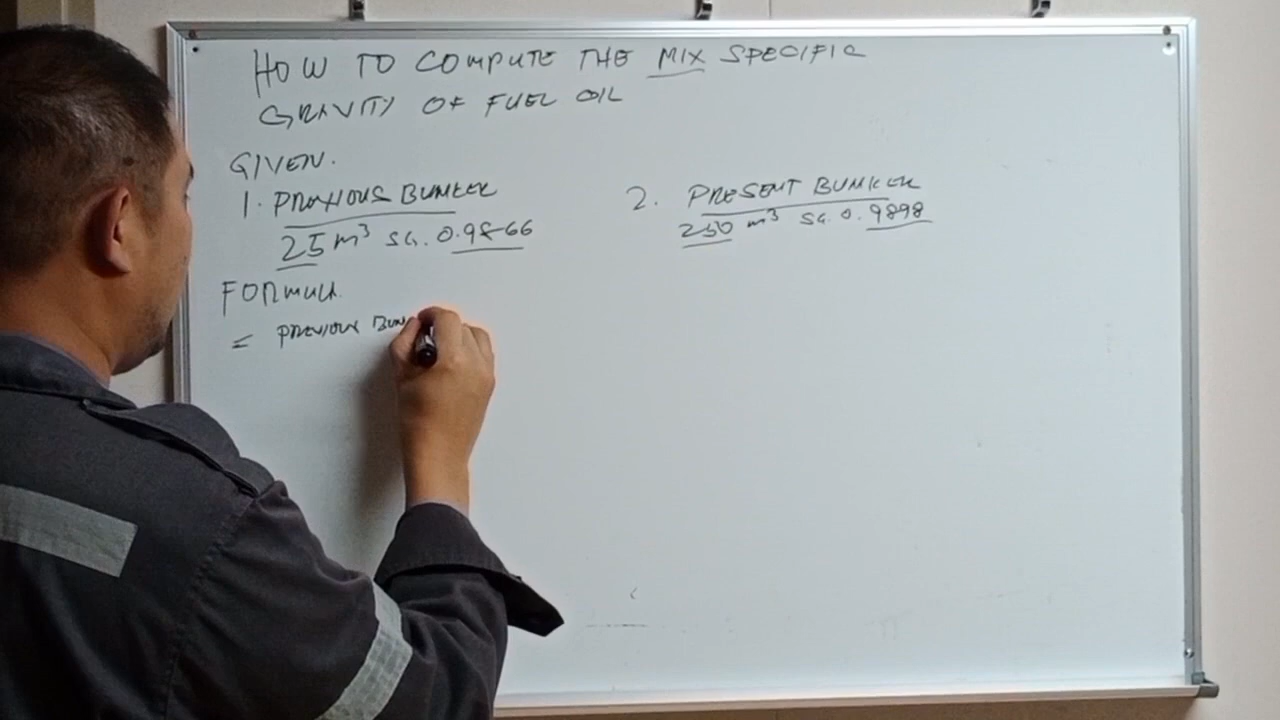 HOW TO COMPUTE THE MIX SPECIFIC
GRAVITY OF FUEL OIL
GIVEN.
1. PREVIOUS BUNKER
25 m³ SG. 0.9866
2. PRESENT BUNKER
250 m³ SG. 0.9898
FORMULA
= PREVIOUS BUN